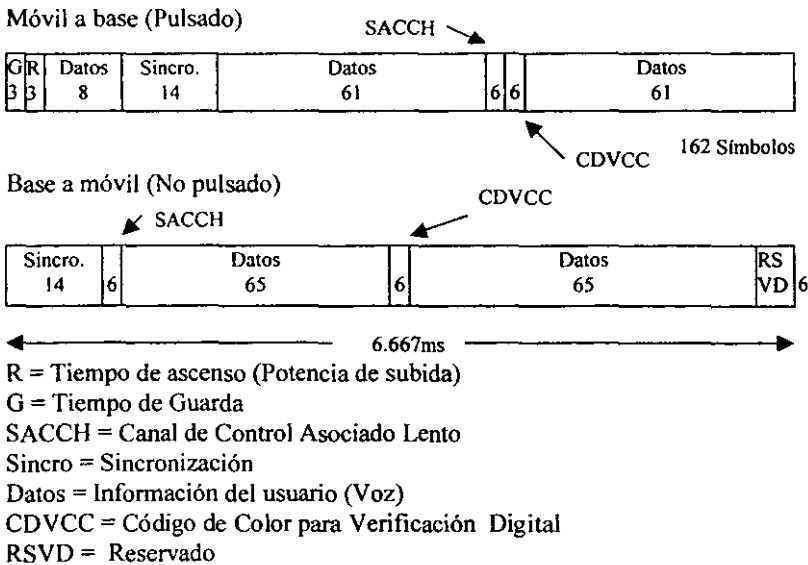 Móvil a base (Pulsado)
SACCH
G R Datos Sincro. Datos Datos
3 3 8 14 61 6 6 61
CDVCC 162 Símbolos
Base a móvil (No pulsado)
CDVCC
SACCH
Sincro. Datos Datos RS
14 6 65 6 65 VD 6
6.667ms
R = Tiempo de ascenso (Potencia de subida)
G = Tiempo de Guarda
SACCH = Canal de Control Asociado Lento
Sincro = Sincronización
Datos = Información del usuario (Voz)
CDVCC = Código de Color para Verificación Digital
RSVD = Reservado